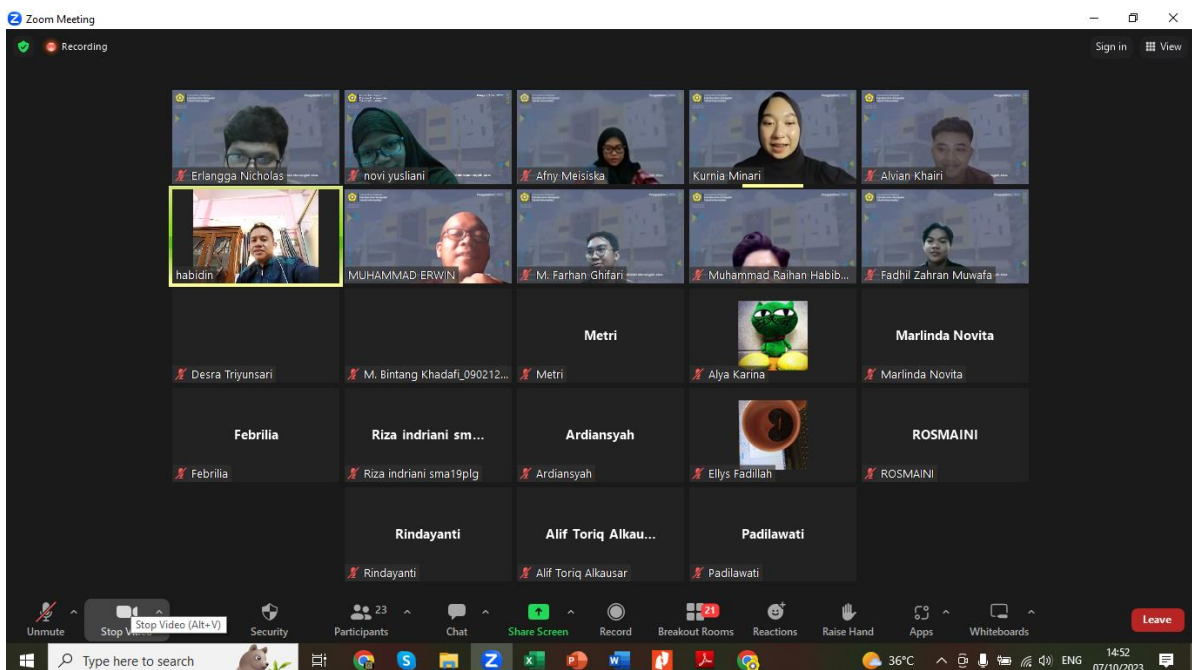 Zoom Meeting
Recording
Sign in
View
Erlangga Nicholas
novi yusliani
Afny Meisiska
Kurnia Minari
Alvian Khairi
habidin
MUHAMMAD ERWIN
M. Farhan Ghifari
Muhammad Raihan Habib...
Fadhil Zahran Muwafa
Metri
Marlinda Novita
Desra Triyunsari
M. Bintang Khadafi_090212...
Metri
Alya Karina
Marlinda Novita
Febrilia
Riza indriani sm...
Ardiansyah
ROSMAINI
Febrilia
Riza indriani sma19plg
Ardiansyah
Ellys Fadillah
ROSMAINI
Rindayanti
Alif Toriq Alkau...
Padilawati
Rindayanti
Alif Toriq Alkausar
Padilawati
23
21
Unmute
Stop
Stop Video (Alt+V)
Security
Participants
Chat
Share Screen
Record
Breakout Rooms
Reactions
Raise Hand
Apps
Whiteboards
Leave
Type here to search
36°C
ENG
14:52
07/10/2023